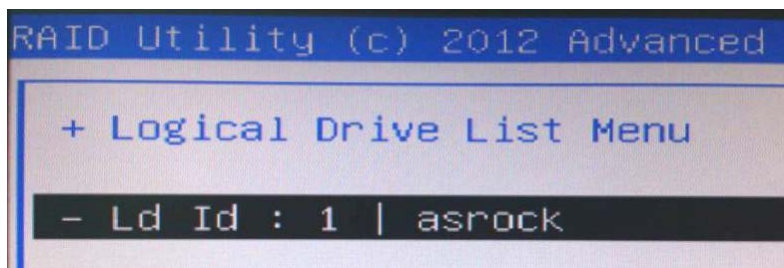 RAID Utility (c) 2012 Advanced
+ Logical Drive List Menu
- Ld Id : 1 | asrock